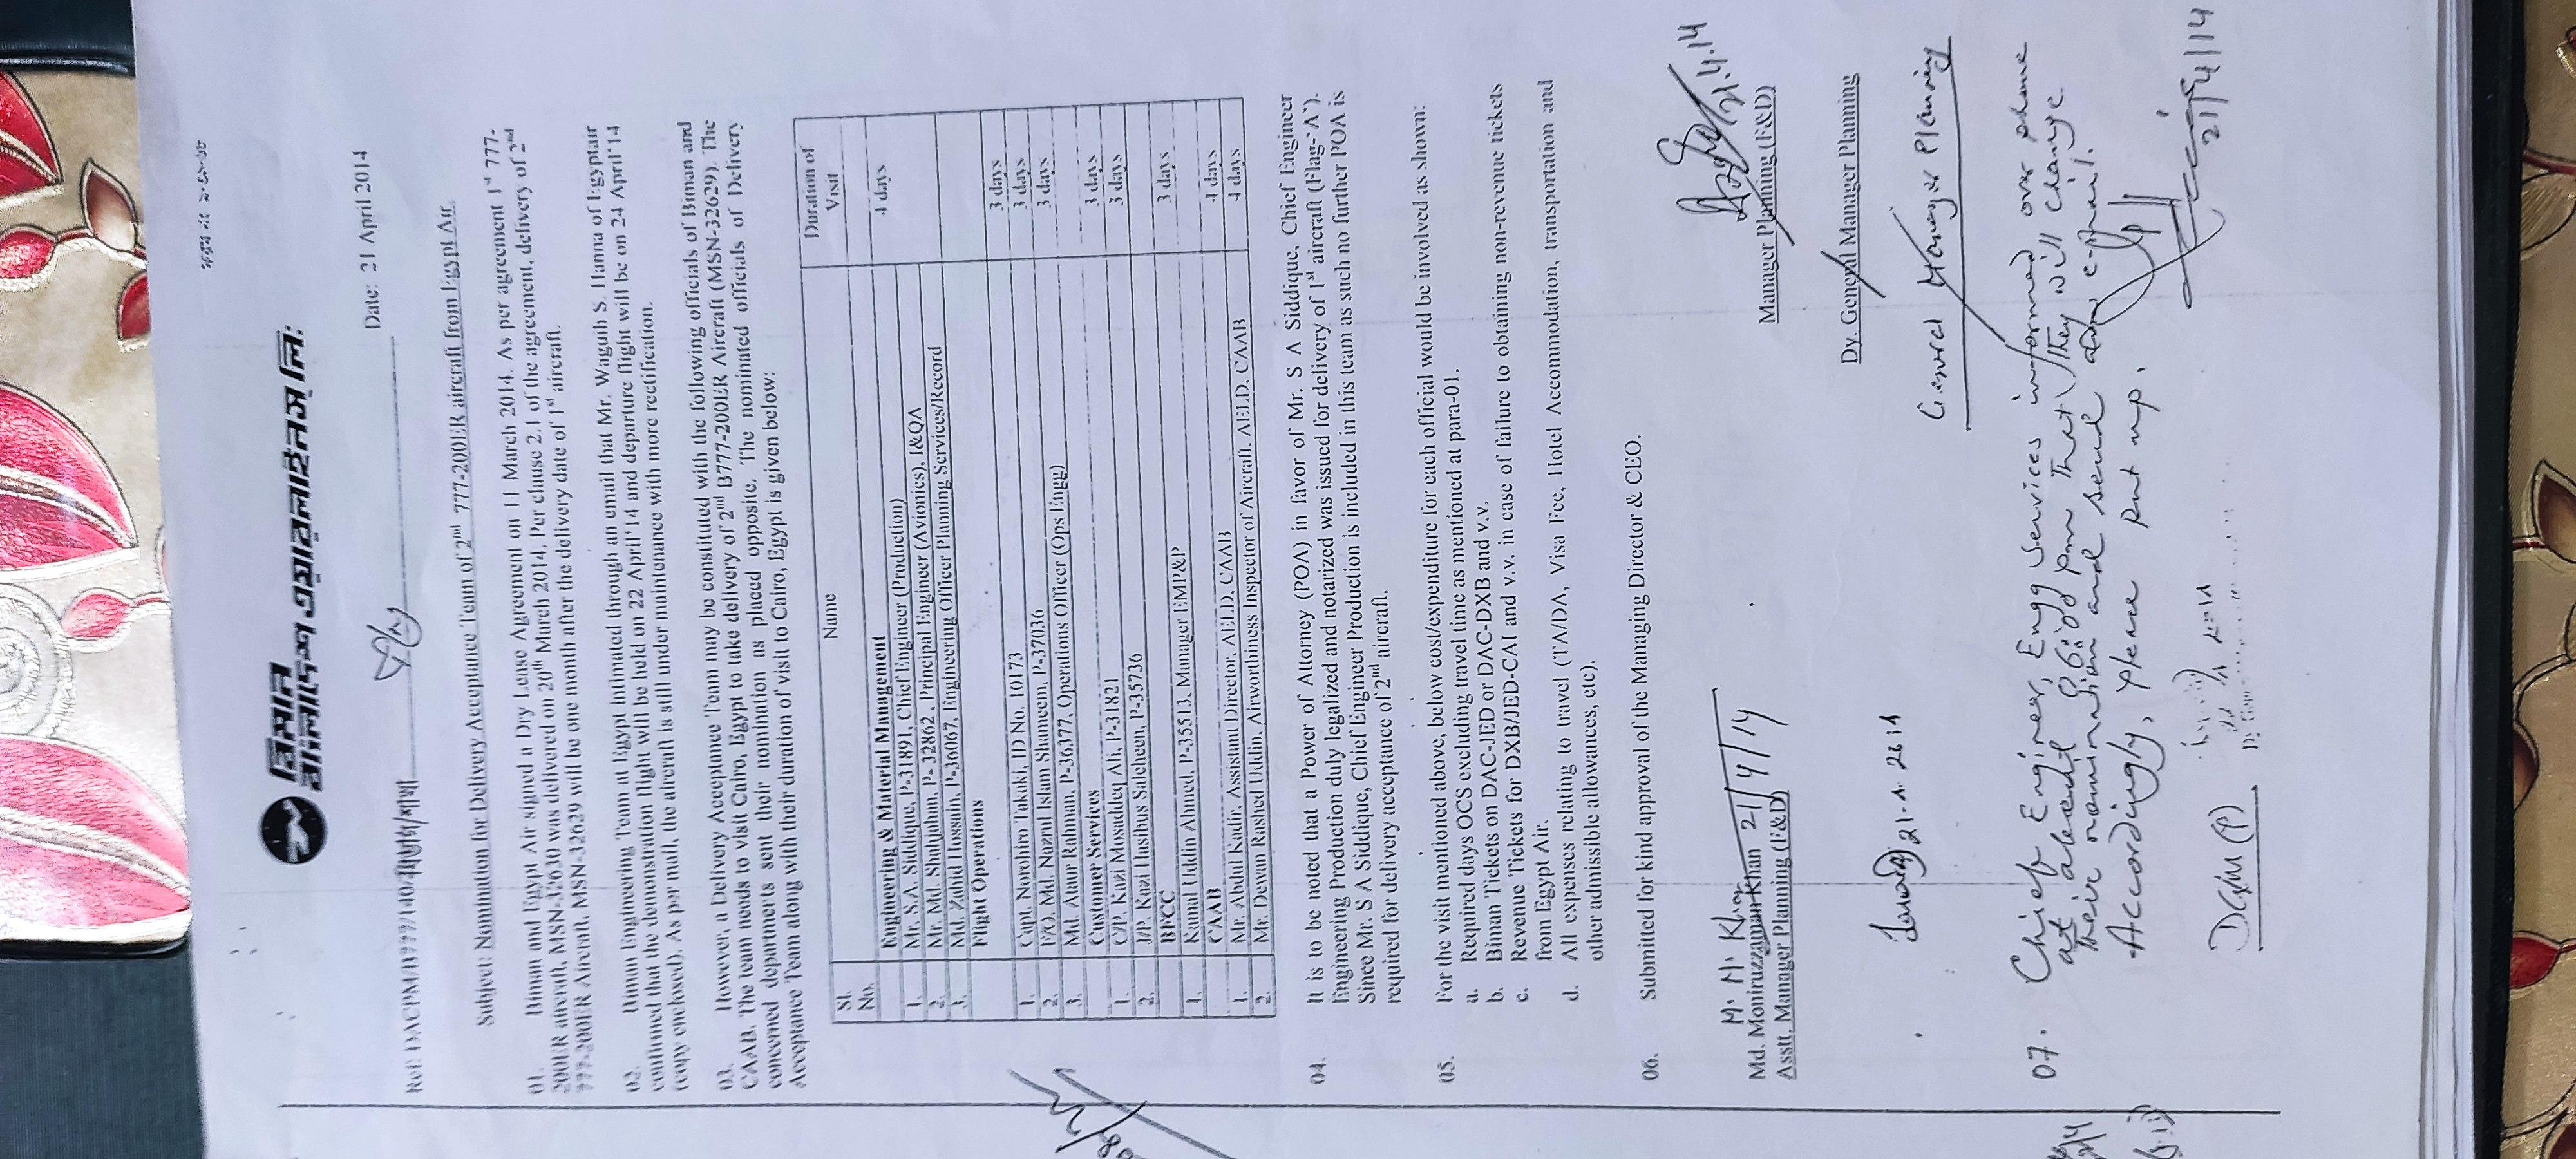 বিমান
বাংলাদেশ এয়ারলাইনস্ লি:
Date: 21 April 2014
Ref: DACPM/B777/140/
Subject: Nomination for Delivery Acceptance Team of 2nd 777-200ER aircraft from Egypt Air.
01. Biman and Egypt Air signed a Dry Lease Agreement on 11 March 2014. As per agreement 1st 777-
200ER aircraft, MSN-32630 was delivered on 20th March 2014. Per clause 2.1 of the agreement, delivery of 2nd
777-200ER Aircraft, MSN-32629 will be one month after the delivery date of 1st aircraft.
02. Biman Engineering Team at Egypt intimated through an email that Mr. Waguih S. Hanna of Egyptair
confirmed that the demonstration flight will be held on 22 April'14 and departure flight will be on 24 April'14
(copy enclosed). As per mail, the aircraft is still under maintenance with more rectification.
03. However, a Delivery Acceptance Team may be constituted with the following officials of Biman and
CAAB. The team needs to visit Cairo, Egypt to take delivery of 2nd B777-200ER Aircraft (MSN-32629). The
concerned departments sent their nomination as placed opposite. The nominated officials of Delivery
Acceptance Team along with their duration of visit to Cairo, Egypt is given below:
Sl. No. Name Duration of Visit
Engineering & Material Management 4 days
1. Mr. S.A. Siddique, P-31891, Chief Engineer (Production)
2. Mr. Md. Shahjahan, P- 32862 , Principal Engineer (Avionics), I&QA
3. Md. Zahid Hossain, P-36067, Engineering Officer Planning Services/Record
Flight Operations
1. Capt. Norohiro Takaki, ID No. 10173 3 days
2. F/O. Md. Nazrul Islam Shameem, P-37036 3 days
3. Md. Ataur Rahman, P-36377, Operations Officer (Ops Engg) 3 days
Customer Services
1. C/P. Kazi Mosaddeq Ali, P-31821 3 days
2. J/P. Kazi Hasibus Saleheen, P-35736 3 days
BFCC
1. Kamal Uddin Ahmed, P-35513, Manager EMP&P 3 days
CAAB
1. Mr. Abdul Kadir, Assistant Director, AELD, CAAB 4 days
2. Mr. Dewan Rashed Uddin, Airworthiness Inspector of Aircraft, AELD, CAAB 4 days
04. It is to be noted that a Power of Attorney (POA) in favor of Mr. S A Siddique, Chief Engineer
Engineering Production duly legalized and notarized was issued for delivery of 1st aircraft (Flag-'A').
Since Mr. S A Siddique, Chief Engineer Production is included in this team as such no further POA is
required for delivery acceptance of 2nd aircraft.
05. For the visit mentioned above, below cost/expenditure for each official would be involved as shown:
a. Required days OCS excluding travel time as mentioned at para-01.
b. Biman Tickets on DAC-JED or DAC-DXB and v.v.
c. Revenue Tickets for DXB/JED-CAI and v.v. in case of failure to obtaining non-revenue tickets
from Egypt Air.
d. All expenses relating to travel (TA/DA, Visa Fee, Hotel Accommodation, transportation and
other admissible allowances, etc).
06. Submitted for kind approval of the Managing Director & CEO.
M. M. Khan 21/4/14
21.4.14
Md. Moniruzzaman Khan
Asstt. Manager Planning (F&D)
Manager Planning (F&D)
Dy. General Manager Planning
21.4.2014
General Manager Planning
07. Chief Engineer, Engg Services informed over phone
at about 06:00 pm that they will change
their nomination and send e-mail.
Accordingly, please put up.
21/4/14
DGM (P)